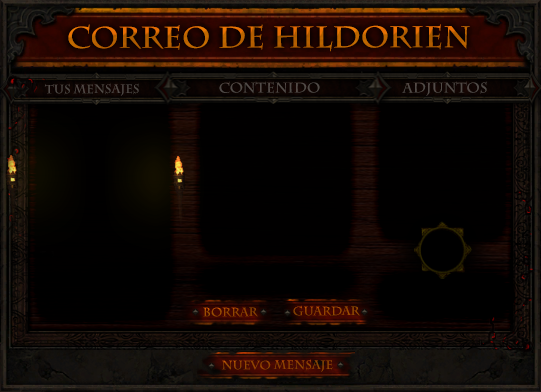 CORREO DE HILDORIEN
TUS MENSAJES
CONTENIDO
ADJUNTOS
BORRAR
GUARDAR
NUEVO MENSAJE